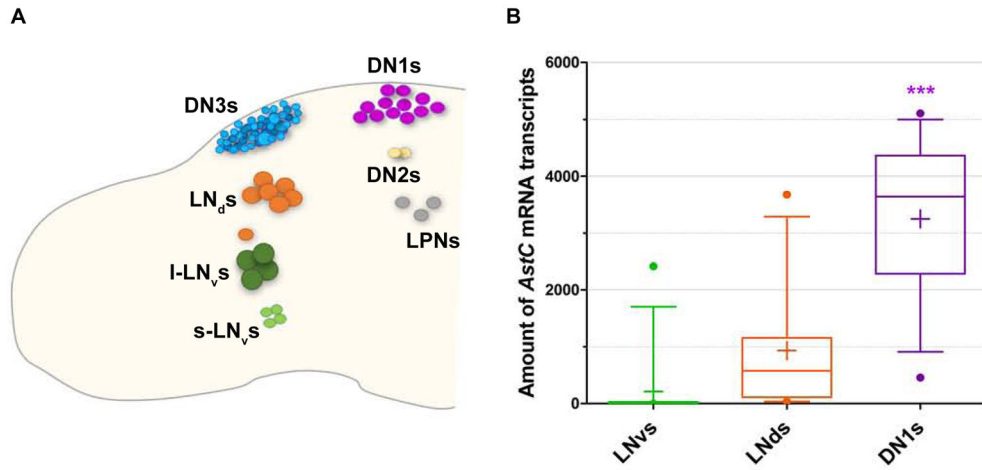 A
DN1s
DN3s
DN2s
LNds
LPNs
l-LNvs
s-LNvs
B
Amount of AstC mRNA transcripts
6000
4000
2000
0
***
LNvs
LNds
DN1s